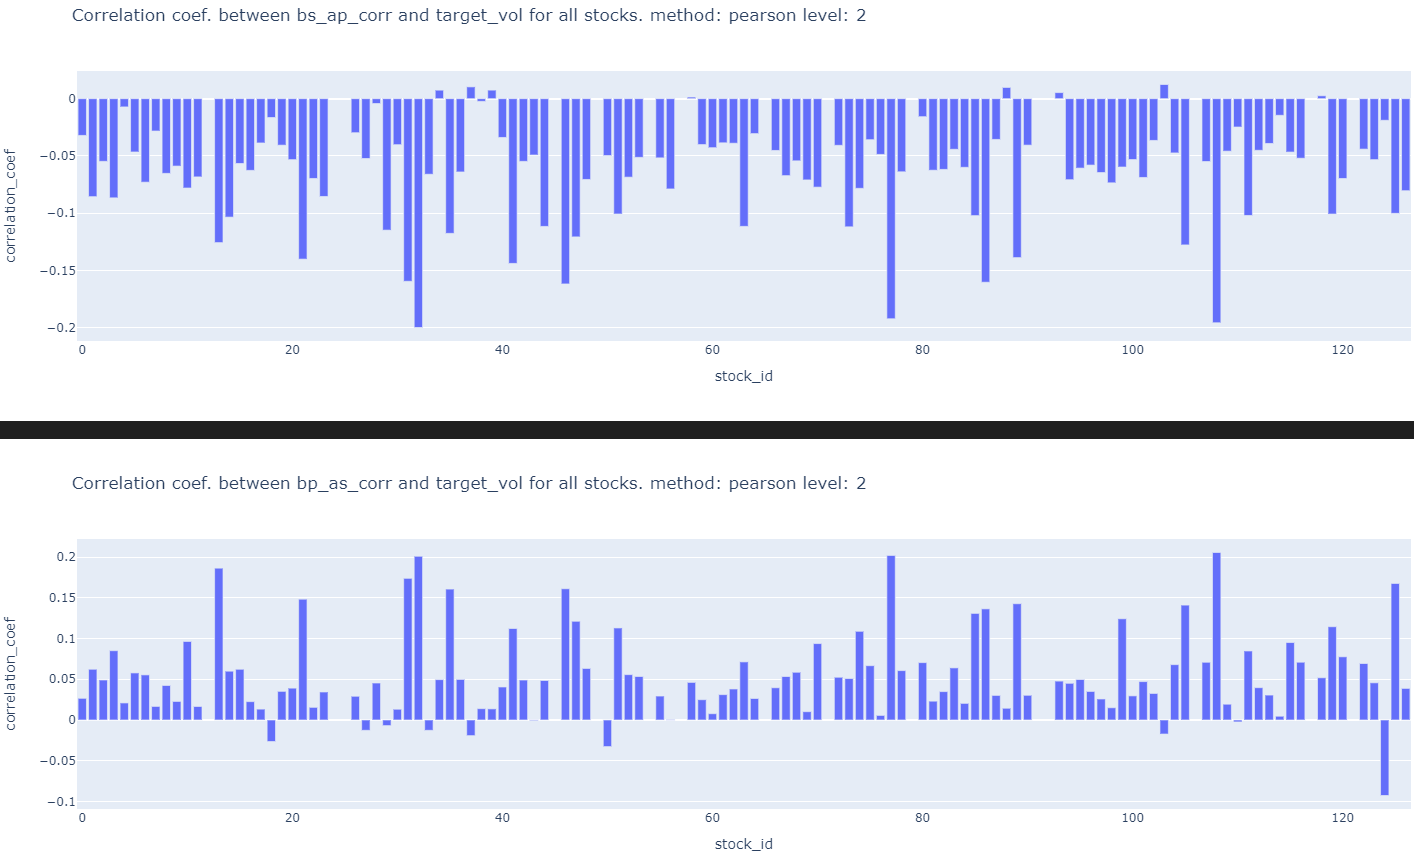 Correlation coef. between bs_ap_corr and target_vol for all stocks. method: pearson level: 2
0
−0.05
−0.1
−0.15
−0.2
correlation_coef
0 20 40 60 80 100 120
stock_id
Correlation coef. between bp_as_corr and target_vol for all stocks. method: pearson level: 2
0.2
0.15
0.1
0.05
0
−0.05
−0.1
correlation_coef
0 20 40 60 80 100 120
stock_id